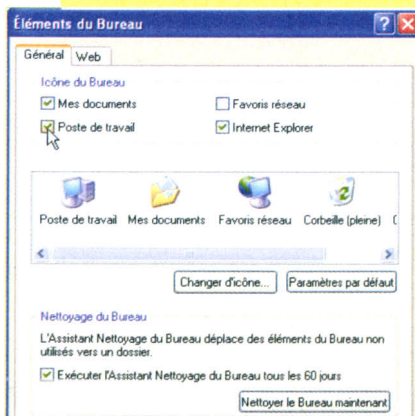 Éléments du Bureau
Général Web
Icône du Bureau
Mes documents Favoris réseau
Poste de travail Internet Explorer
Poste de travail Mes documents Favoris réseau Corbeille (pleine)
Changer d'icône... Paramètres par défaut
Nettoyage du Bureau
L'Assistant Nettoyage du Bureau déplace des éléments du Bureau non
utilisés vers un dossier.
Exécuter l'Assistant Nettoyage du Bureau tous les 60 jours
Nettoyer le Bureau maintenant